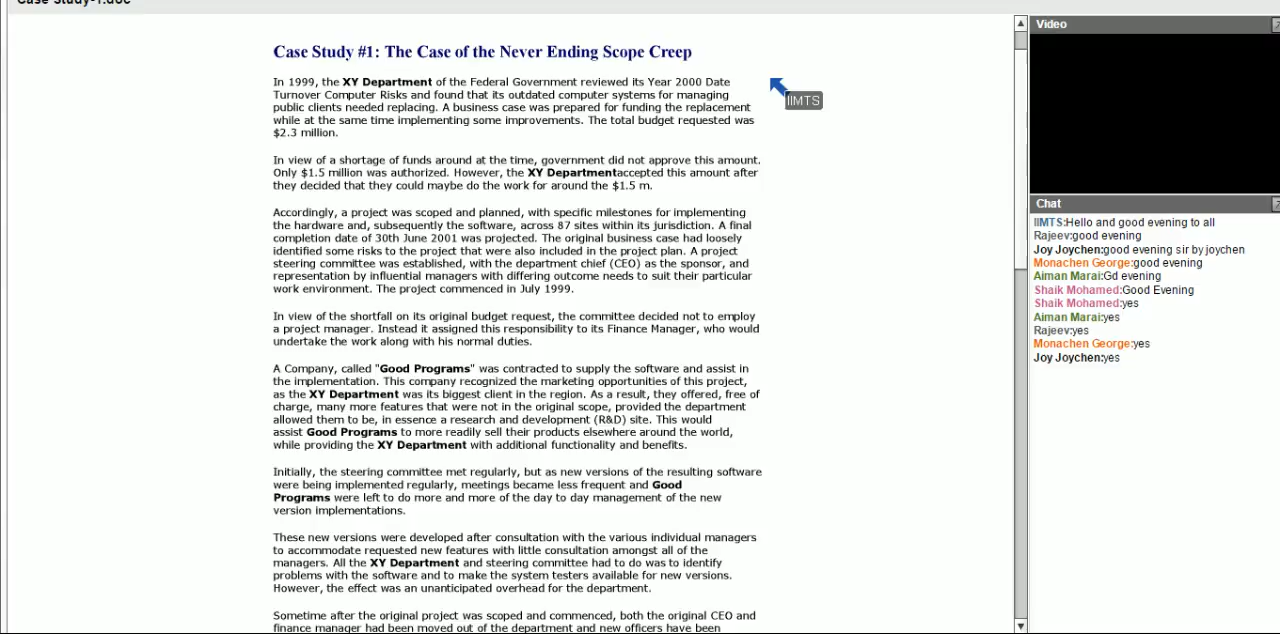 Case Study-1.doc
Case Study #1: The Case of the Never Ending Scope Creep
In 1999, the XY Department of the Federal Government reviewed its Year 2000 Date
Turnover Computer Risks and found that its outdated computer systems for managing
public clients needed replacing. A business case was prepared for funding the replacement
while at the same time implementing some improvements. The total budget requested was
$2.3 million.
In view of a shortage of funds around at the time, government did not approve this amount.
Only $1.5 million was authorized. However, the XY Departmentaccepted this amount after
they decided that they could maybe do the work for around the $1.5 m.
Accordingly, a project was scoped and planned, with specific milestones for implementing
the hardware and, subsequently the software, across 87 sites within its jurisdiction. A final
completion date of 30th June 2001 was projected. The original business case had loosely
identified some risks to the project that were also included in the project plan. A project
steering committee was established, with the department chief (CEO) as the sponsor, and
representation by influential managers with differing outcome needs to suit their particular
work environment. The project commenced in July 1999.
In view of the shortfall on its original budget request, the committee decided not to employ
a project manager. Instead it assigned this responsibility to its Finance Manager, who would
undertake the work along with his normal duties.
A Company, called "Good Programs" was contracted to supply the software and assist in
the implementation. This company recognized the marketing opportunities of this project,
as the XY Department was its biggest client in the region. As a result, they offered, free of
charge, many more features that were not in the original scope, provided the department
allowed them to be, in essence a research and development (R&D) site. This would
assist Good Programs to more readily sell their products elsewhere around the world,
while providing the XY Department with additional functionality and benefits.
Initially, the steering committee met regularly, but as new versions of the resulting software
were being implemented regularly, meetings became less frequent and Good
Programs were left to do more and more of the day to day management of the new
version implementations.
These new versions were developed after consultation with the various individual managers
to accommodate requested new features with little consultation amongst all of the
managers. All the XY Department and steering committee had to do was to identify
problems with the software and to make the system testers available for new versions.
However, the effect was an unanticipated overhead for the department.
Sometime after the original project was scoped and commenced, both the original CEO and
finance manager had been moved out of the department and new officers have been
IIMTS
Video
Chat
IIMTS:Hello and good evening to all
Rajeev:good evening
Joy Joychen:good evening sir by joychen
Monachen George:good evening
Aiman Marai:Gd evening
Shaik Mohamed:Good Evening
Shaik Mohamed:yes
Aiman Marai:yes
Rajeev:yes
Monachen George:yes
Joy Joychen:yes